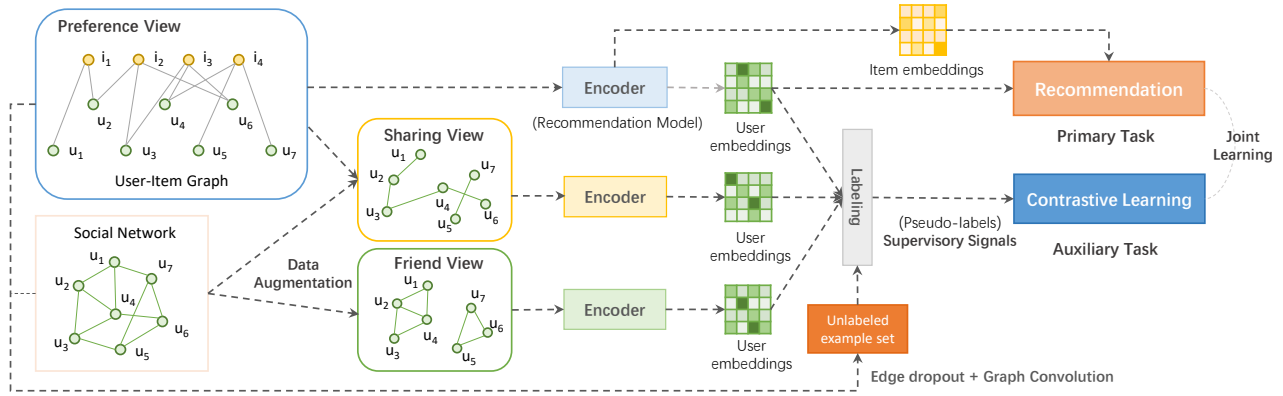 Preference View
i1 i2 i3 i4
u2 u4 u6
u1 u3 u5 u7
User-Item Graph
Social Network
u1
u7
u2
u4
u6
u3
u5
Data
Augmentation
Sharing View
u1
u7
u2
u4
u3
u6
u5
Friend View
u1
u7
u2
u4
u6
u3
u5
Encoder
(Recommendation Model)
Encoder
Encoder
Item embeddings
User
embeddings
User
embeddings
User
embeddings
Labeling
Unlabeled
example set
Edge dropout + Graph Convolution
(Pseudo-labels)
Supervisory Signals
Recommendation
Primary Task
Joint
Learning
Contrastive Learning
Auxiliary Task